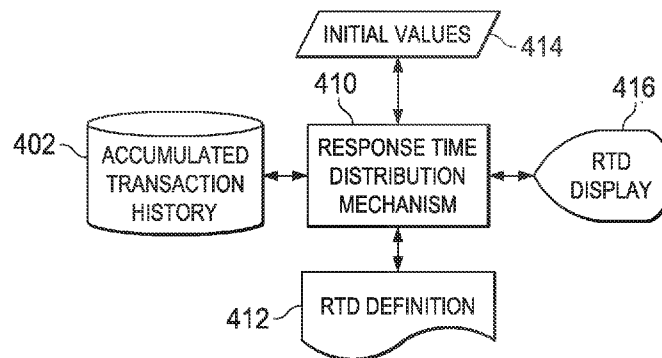 INITIAL VALUES
414
410
416
402
ACCUMULATED
TRANSACTION
HISTORY
RESPONSE TIME
DISTRIBUTION
MECHANISM
RTD
DISPLAY
RTD DEFINITION
412